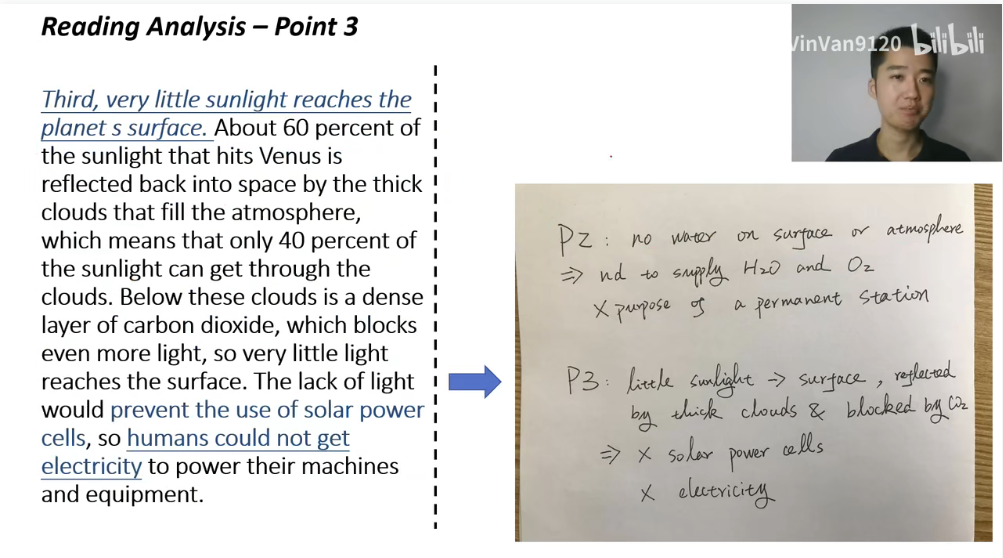 Reading Analysis – Point 3
VinVan9120 bilibili
Third, very little sunlight reaches the
planet s surface. About 60 percent of
the sunlight that hits Venus is
reflected back into space by the thick
clouds that fill the atmosphere,
which means that only 40 percent of
the sunlight can get through the
clouds. Below these clouds is a dense
layer of carbon dioxide, which blocks
even more light, so very little light
reaches the surface. The lack of light
would prevent the use of solar power
cells, so humans could not get
electricity to power their machines
and equipment.
P2: no water on surface or atmosphere
⇒ nd to supply H2O and O2
× purpose of a permanent station
P3: little sunlight → surface, reflected
by thick clouds & blocked by CO2
⇒ × solar power cells
× electricity